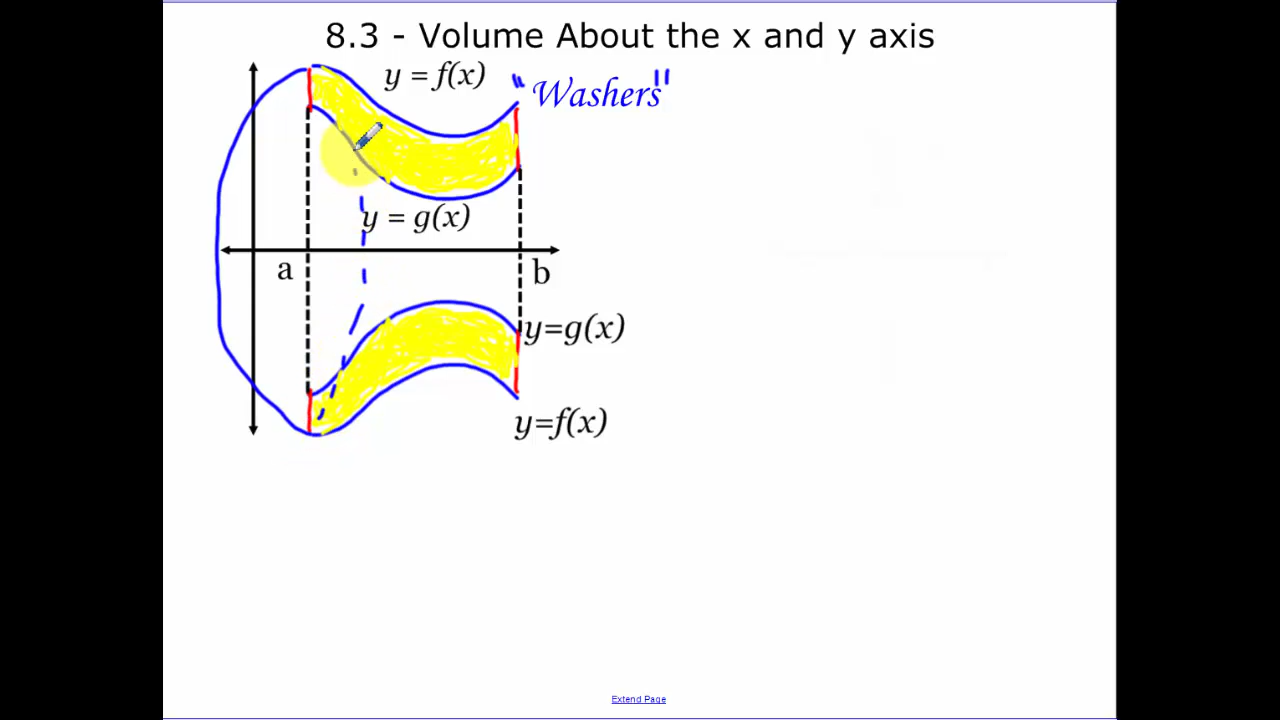 8.3 - Volume About the x and y axis
y = f(x)
"Washers"
y = g(x)
a
b
y=g(x)
y=f(x)
Extend Page